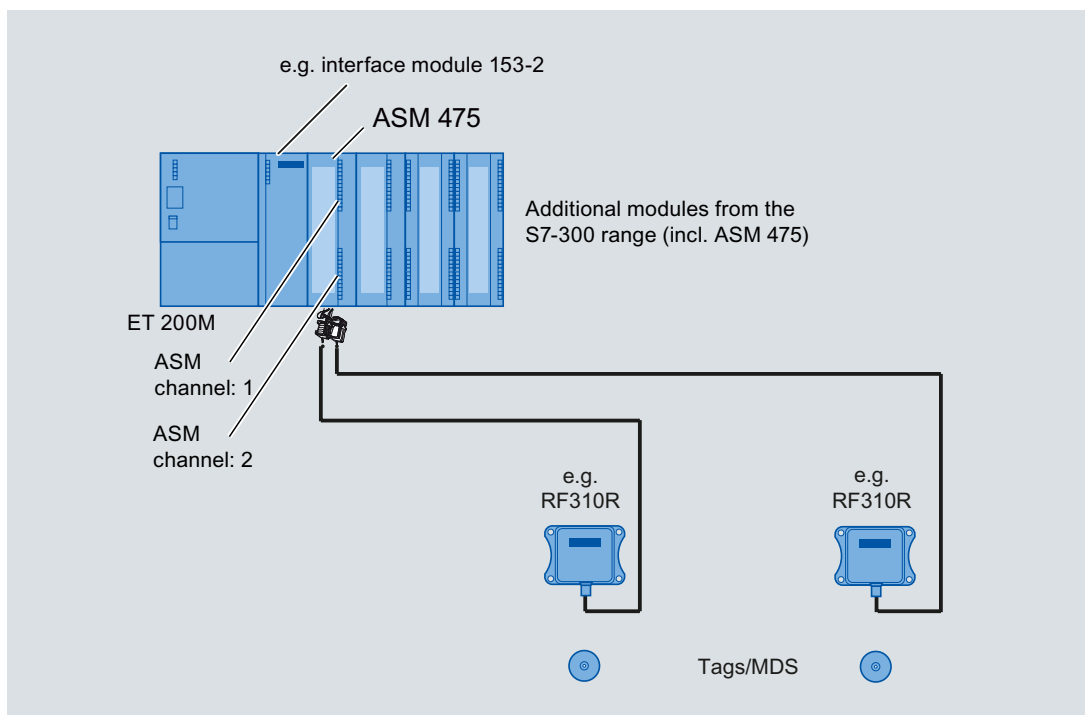 e.g. interface module 153-2
ASM 475
Additional modules from the
S7-300 range (incl. ASM 475)
ET 200M
ASM
channel: 1
ASM
channel: 2
e.g.
RF310R
e.g.
RF310R
Tags/MDS